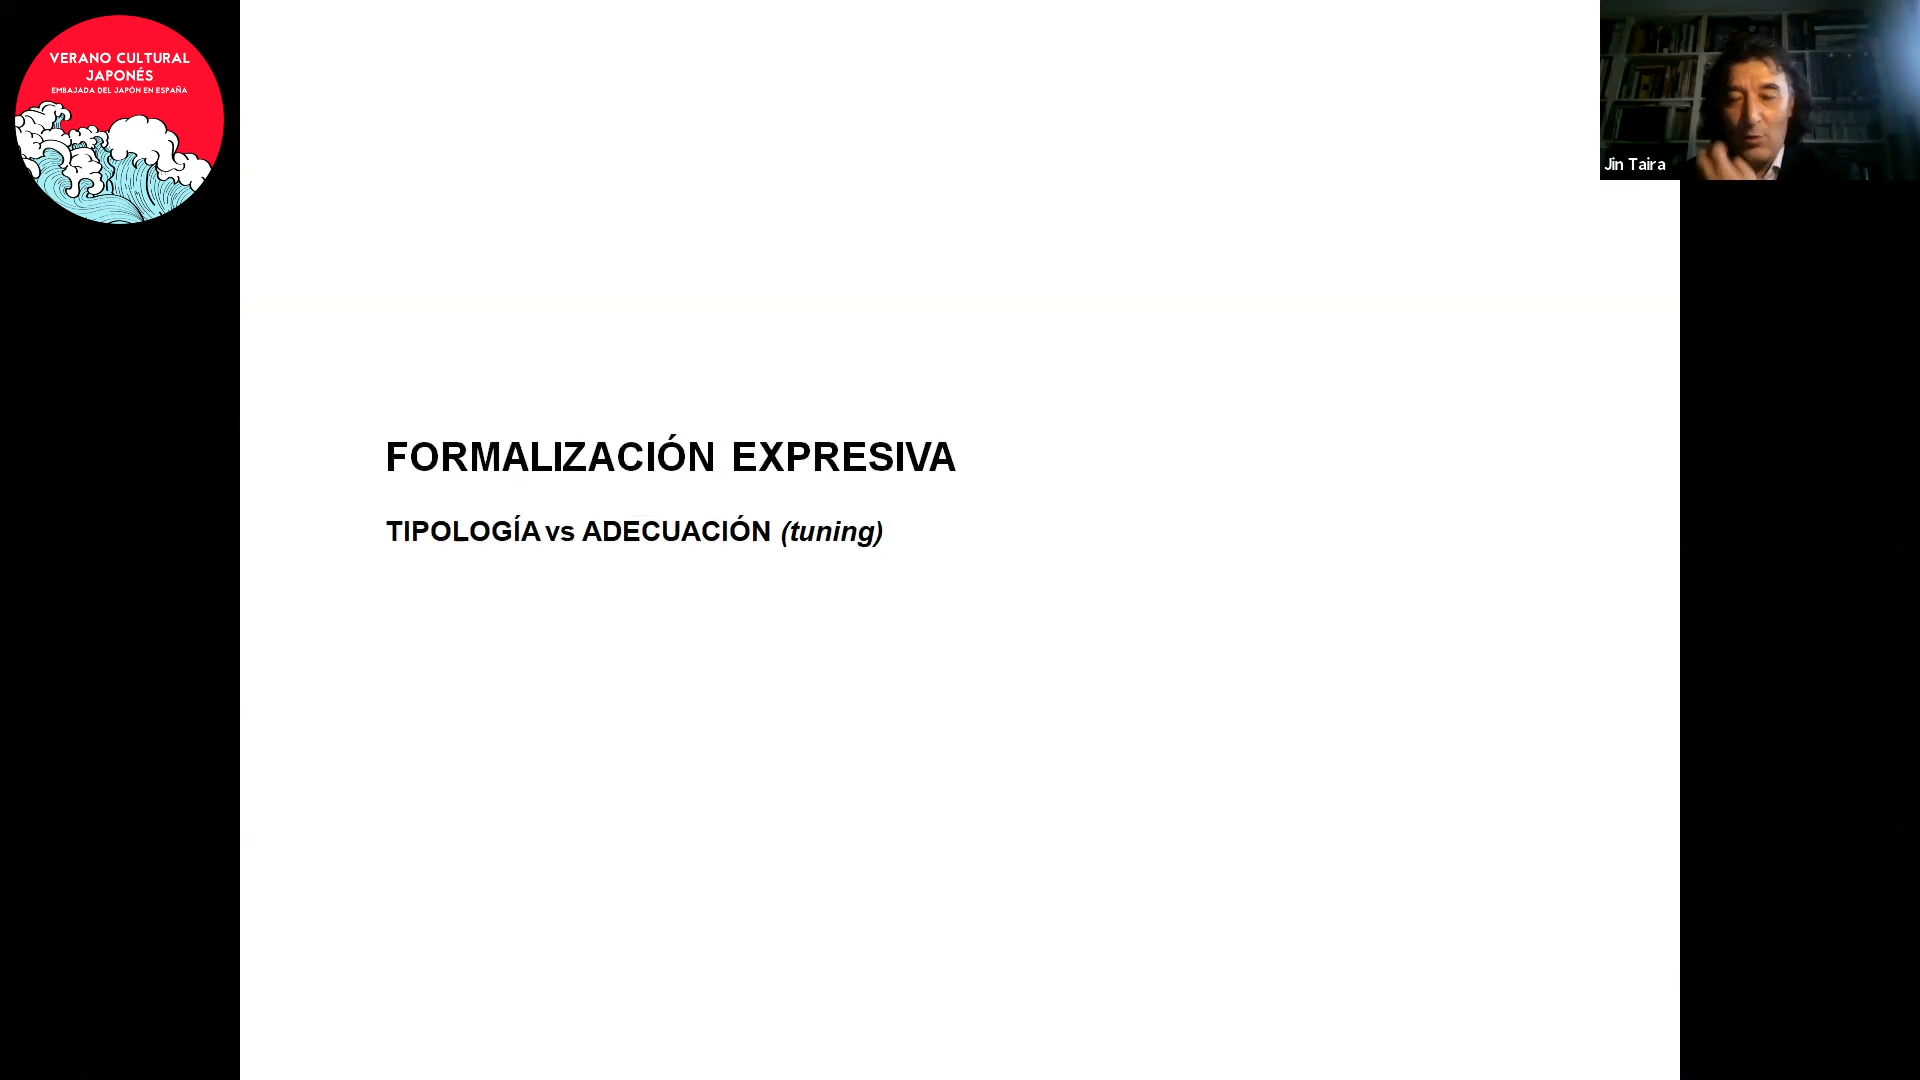 VERANO CULTURAL
JAPONÉS
EMBAJADA DEL JAPÓN EN ESPAÑA
Jin Taira
FORMALIZACIÓN EXPRESIVA
TIPOLOGÍA vs ADECUACIÓN (tuning)